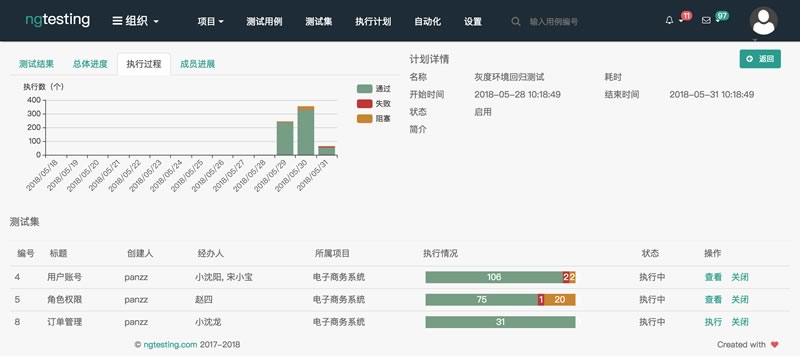 ngtesting 组织 项目 测试用例 测试集 执行计划 自动化 设置 输入用例编号 11 97
测试结果 总体进度 执行过程 成员进展
执行数（个）
400
300
200
100
0
2018/05/18 2018/05/19 2018/05/20 2018/05/21 2018/05/22 2018/05/23 2018/05/24 2018/05/25 2018/05/26 2018/05/27 2018/05/28 2018/05/29 2018/05/30 2018/05/31
通过
失败
阻塞
计划详情 返回
名称 灰度环境回归测试 耗时
开始时间 2018-05-28 10:18:49 结束时间 2018-05-31 10:18:49
状态 启用
简介
测试集
编号 标题 创建人 经办人 所属项目 执行情况 状态 操作
4 用户账号 panzz 小沈阳, 宋小宝 电子商务系统 106 2 2 执行中 查看 关闭
5 角色权限 panzz 赵四 电子商务系统 75 1 20 执行中 查看 关闭
8 订单管理 panzz 小沈龙 电子商务系统 31 执行中 执行 关闭
© ngtesting.com 2017-2018 Created with ❤